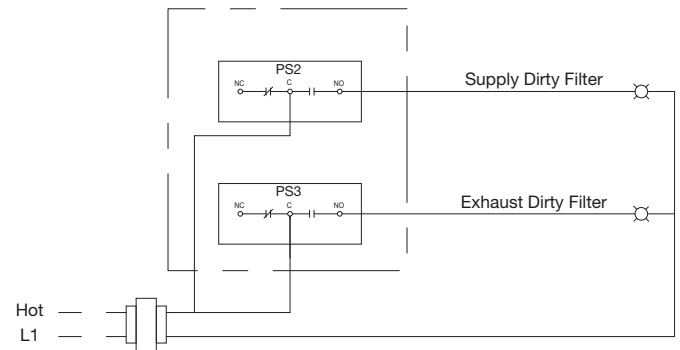 PS2
NC C NO
Supply Dirty Filter
PS3
NC C NO
Exhaust Dirty Filter
Hot
L1